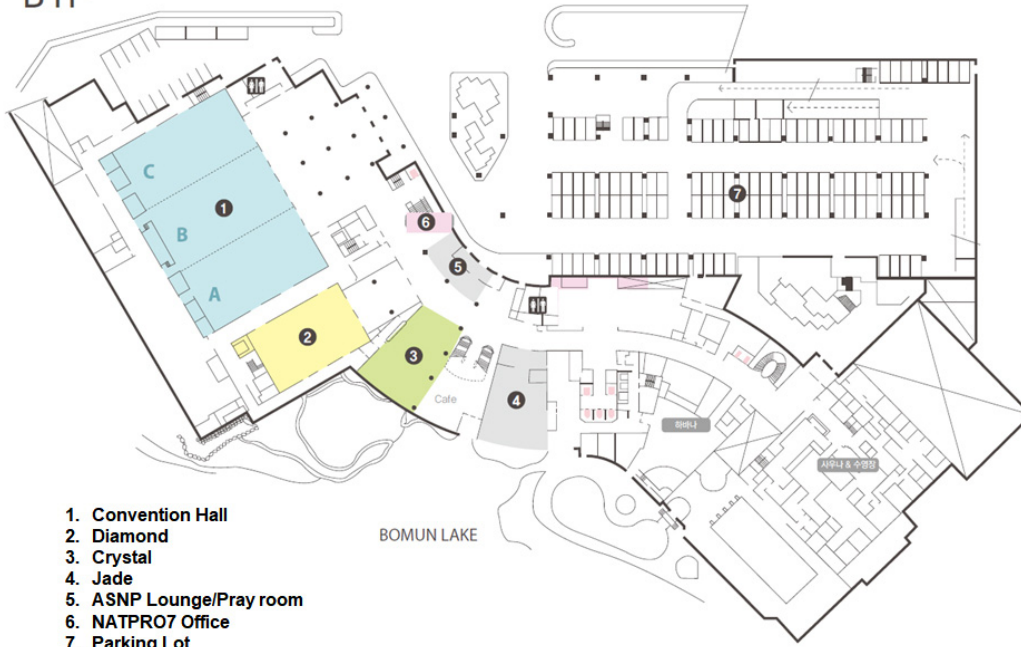 C
1
B
A
2
3
Cafe
4
5
6
7
하바나
사우나 & 수영장
BOMUN LAKE
1. Convention Hall
2. Diamond
3. Crystal
4. Jade
5. ASNP Lounge/Pray room
6. NATPRO7 Office
7. Parking Lot